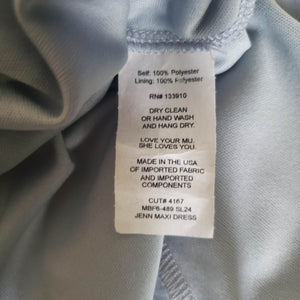 Self: 100% Polyester
Lining: 100% Polyester
RN# 133910
DRY CLEAN
OR HAND WASH
AND HANG DRY.
LOVE YOUR MU.
SHE LOVES YOU.
MADE IN THE USA
OF IMPORTED FABRIC
AND IMPORTED
COMPONENTS
CUT# 4167
MBF6-489 SL24
JENN MAXI DRESS